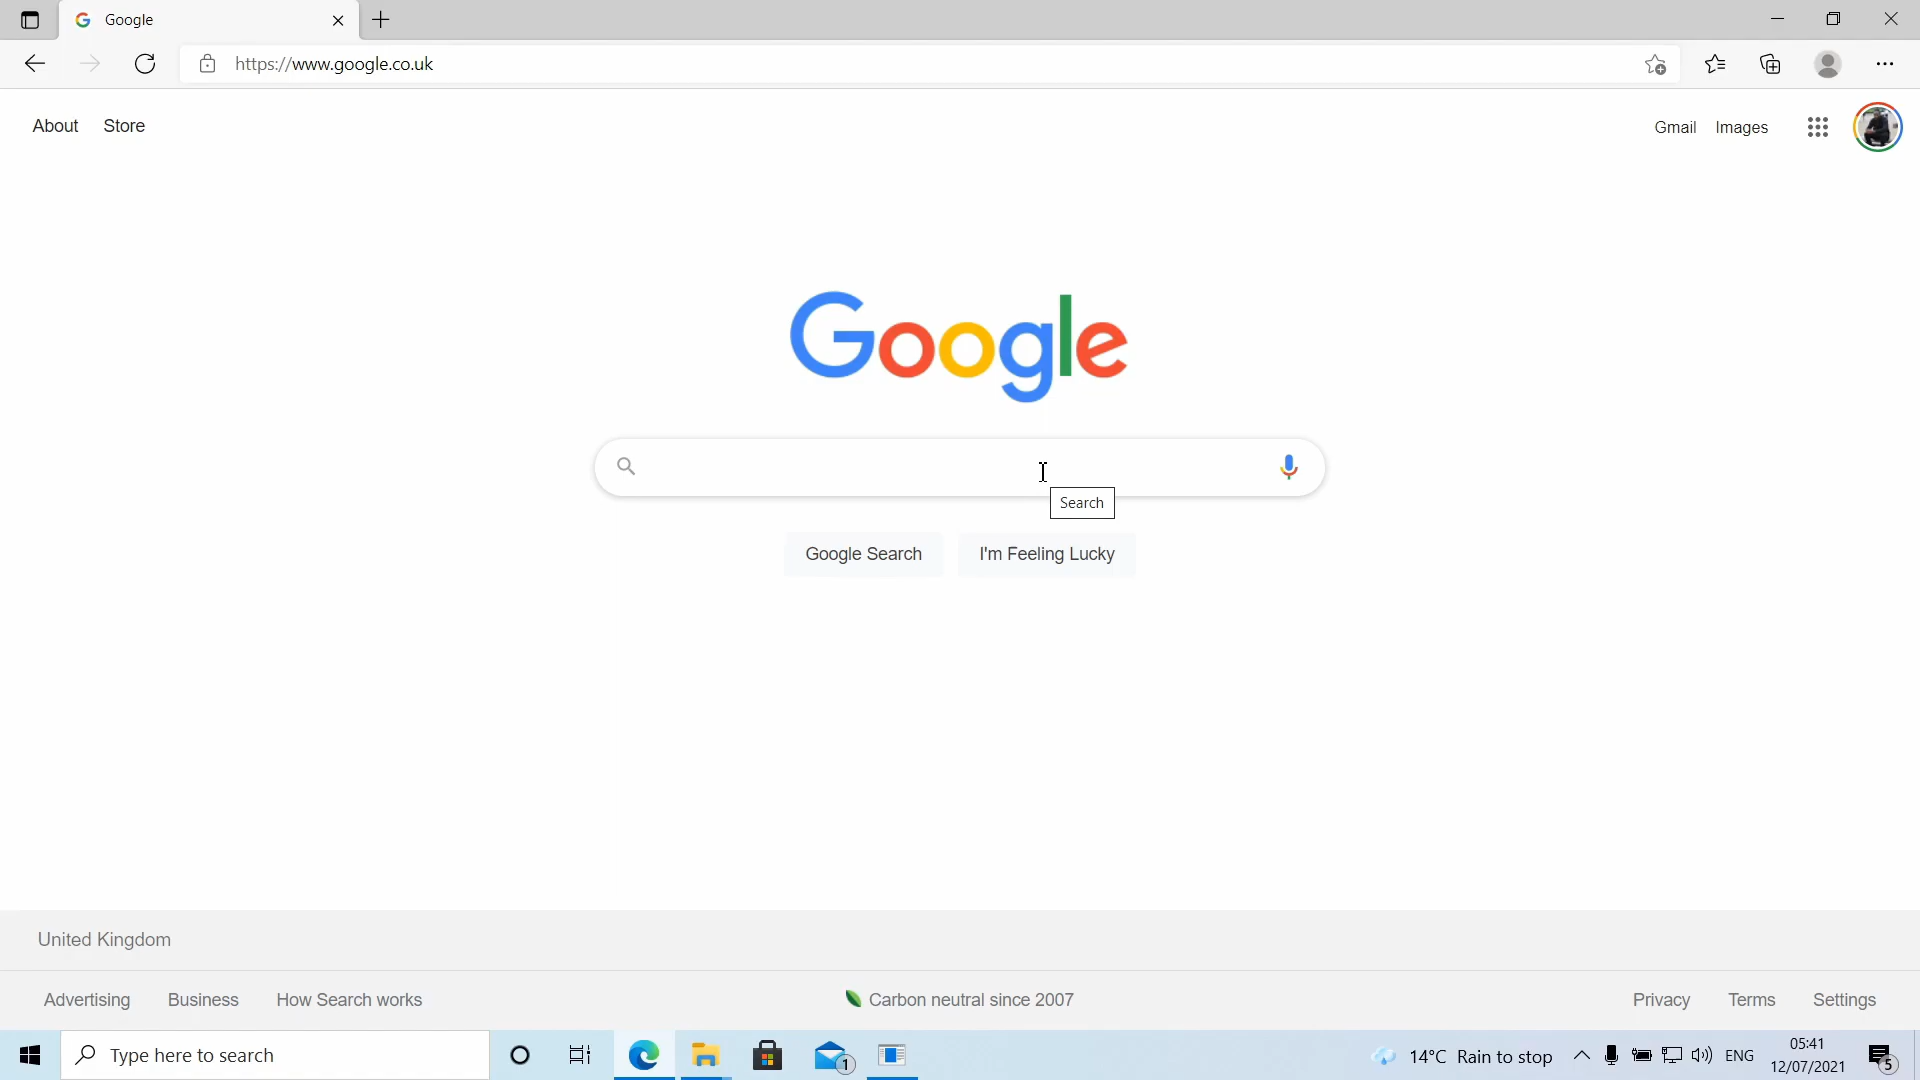 Google
https://www.google.co.uk
About Store
Gmail Images
Google
Search
Google Search I'm Feeling Lucky
United Kingdom
Advertising Business How Search works
Carbon neutral since 2007
Privacy Terms Settings
Type here to search
1
14°C Rain to stop
ENG
05:41
12/07/2021
5